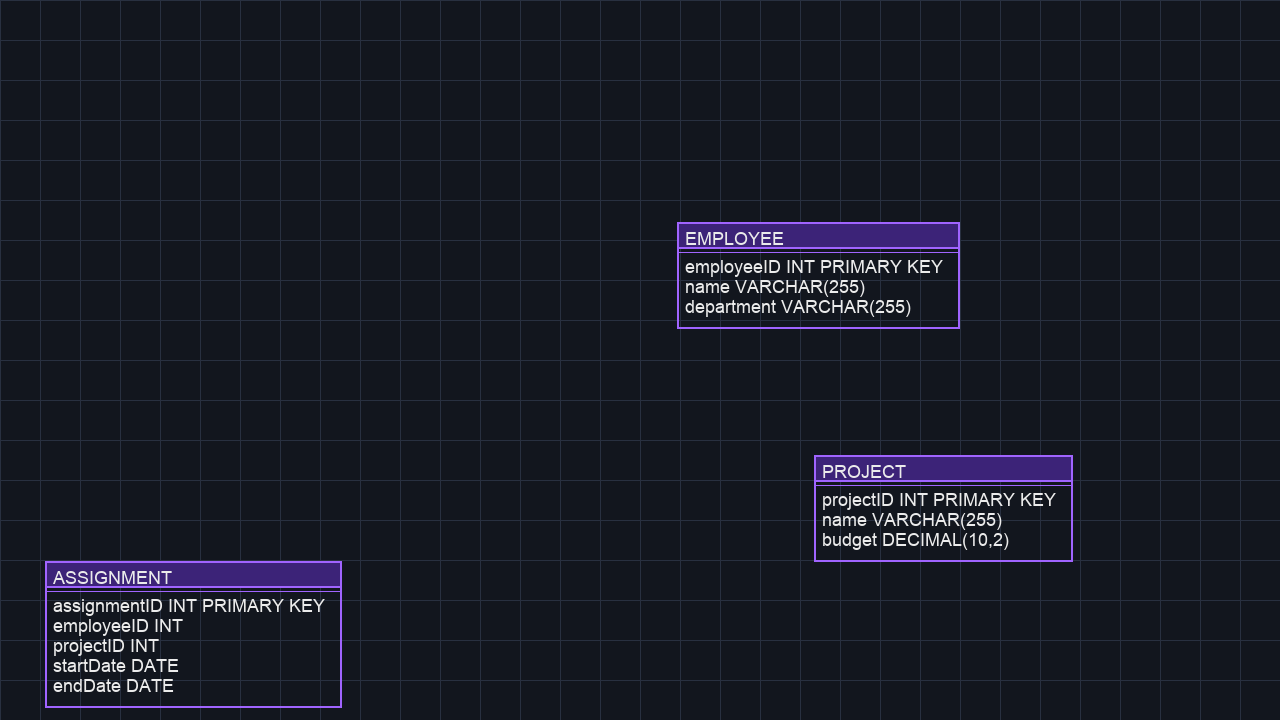 EMPLOYEE
employeeID INT PRIMARY KEY
name VARCHAR(255)
department VARCHAR(255)
PROJECT
projectID INT PRIMARY KEY
name VARCHAR(255)
budget DECIMAL(10,2)
ASSIGNMENT
assignmentID INT PRIMARY KEY
employeeID INT
projectID INT
startDate DATE
endDate DATE